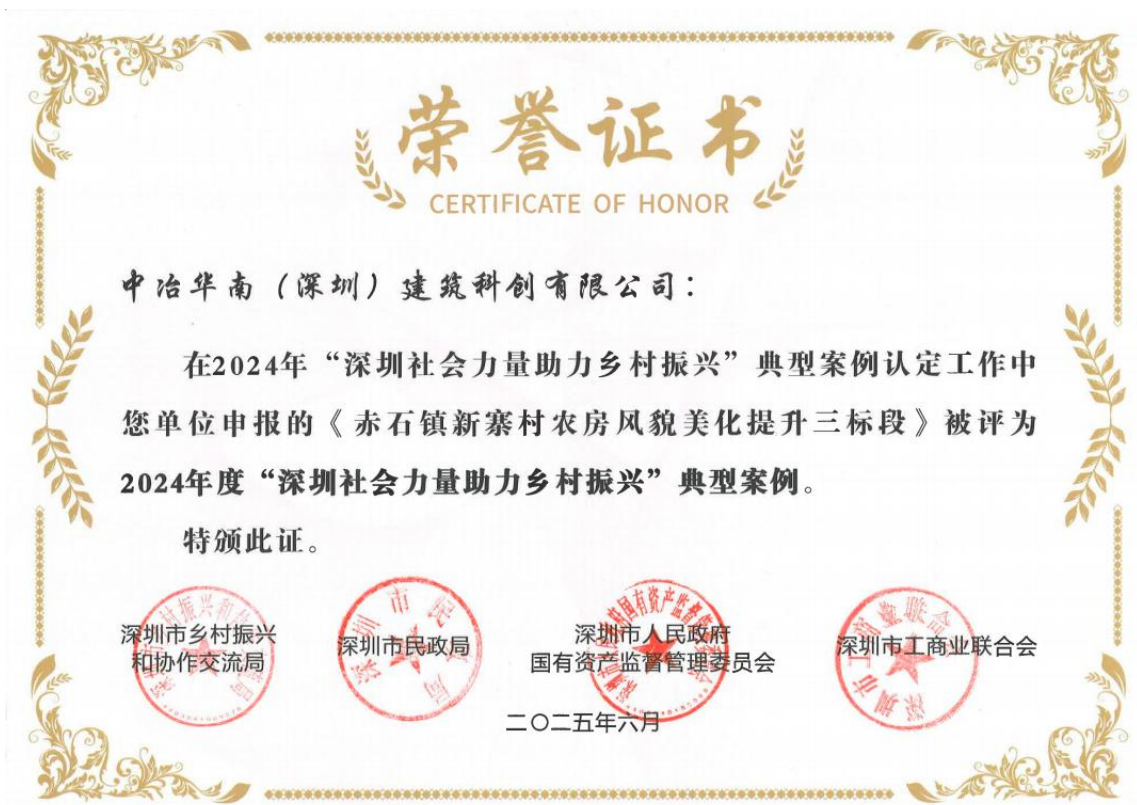 荣誉证书
CERTIFICATE OF HONOR
中冶华南（深圳）建筑科创有限公司：
在2024年“深圳社会力量助力乡村振兴”典型案例认定工作中
您单位申报的《赤石镇新寨村农房风貌美化提升三标段》被评为
2024年度“深圳社会力量助力乡村振兴”典型案例。
特颁此证。
深圳市乡村振兴
和协作交流局
深圳市民政局
深圳市人民政府
国有资产监督管理委员会
深圳市工商业联合会
二〇二五年六月